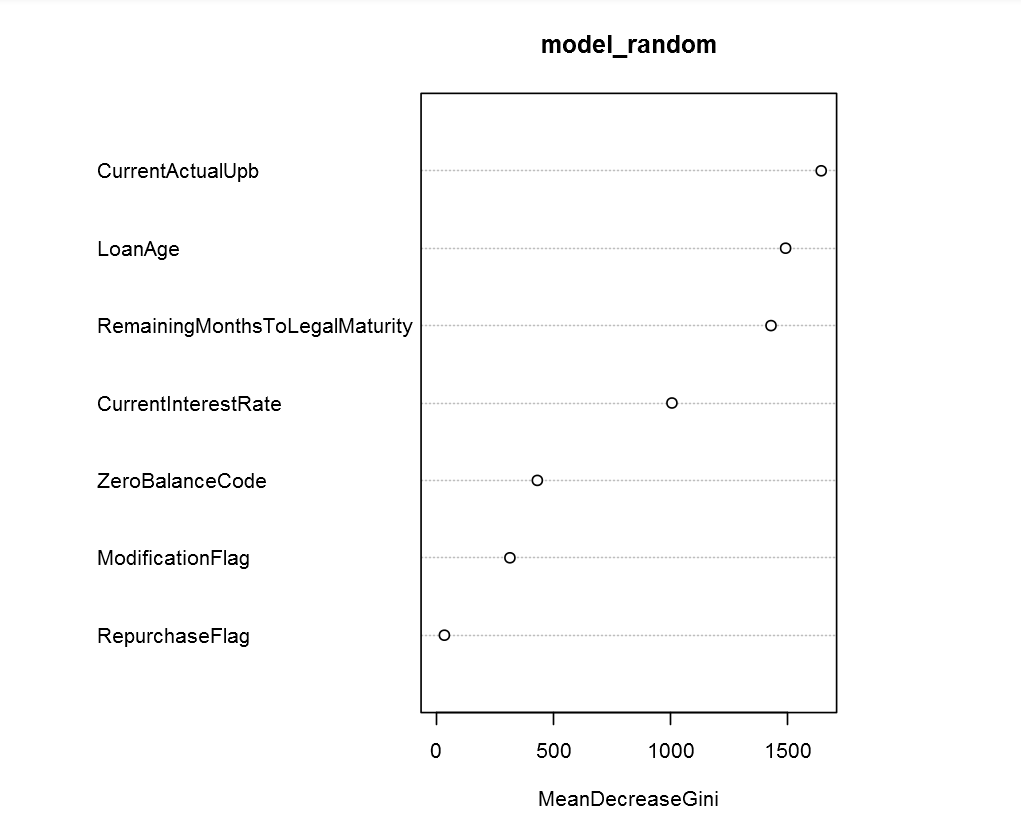 model_random
CurrentActualUpb
LoanAge
RemainingMonthsToLegalMaturity
CurrentInterestRate
ZeroBalanceCode
ModificationFlag
RepurchaseFlag
0 500 1000 1500
MeanDecreaseGini